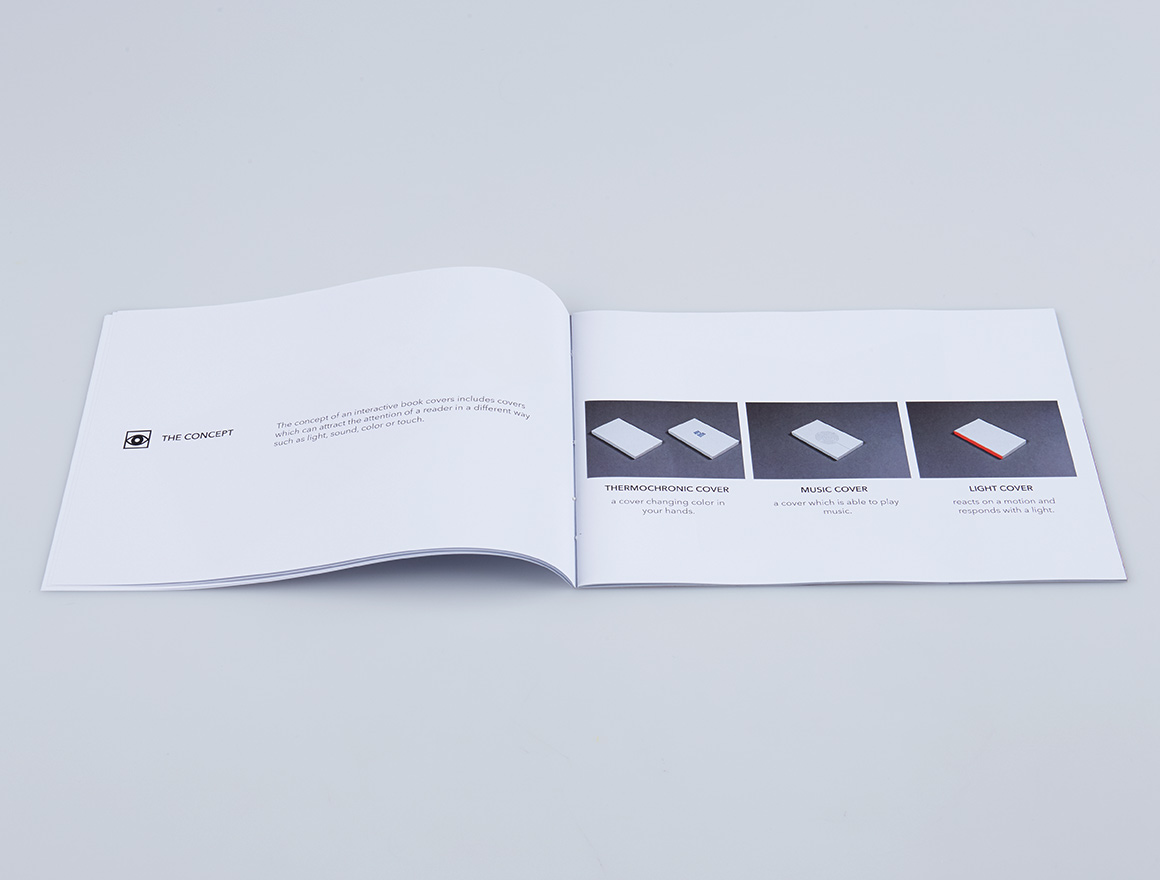 THE CONCEPT
The concept of an interactive book covers includes covers
which can attract the attention of a reader in a different way
such as light, sound, color or touch.
THERMOCHRONIC COVER
a cover changing color in
your hands.
MUSIC COVER
a cover which is able to play
music.
LIGHT COVER
reacts on a motion and
responds with a light.